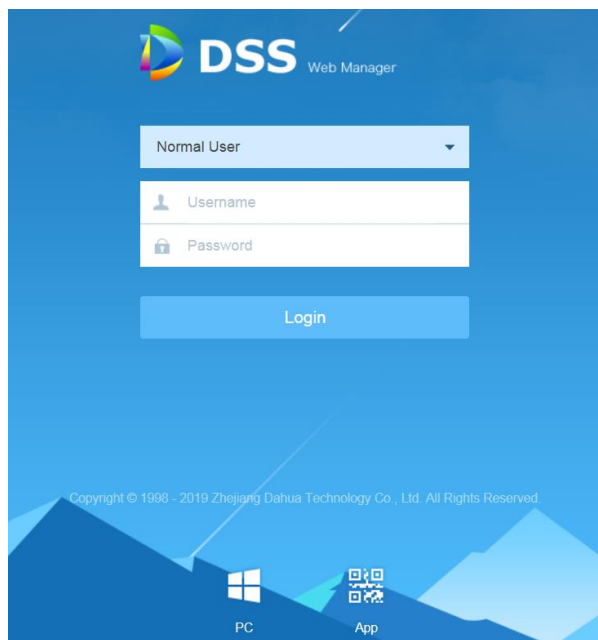 DSS Web Manager
Normal User
Username
Password
Login
Copyright © 1998 - 2019 Zhejiang Dahua Technology Co., Ltd. All Rights Reserved.
PC App